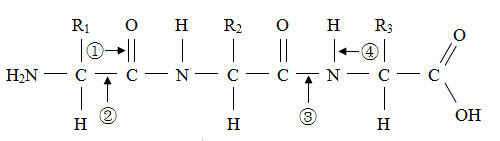 R₁ O H R₂ O H R₃
① ④ O
H₂N C C N C C N C C
H ② H ③ H OH